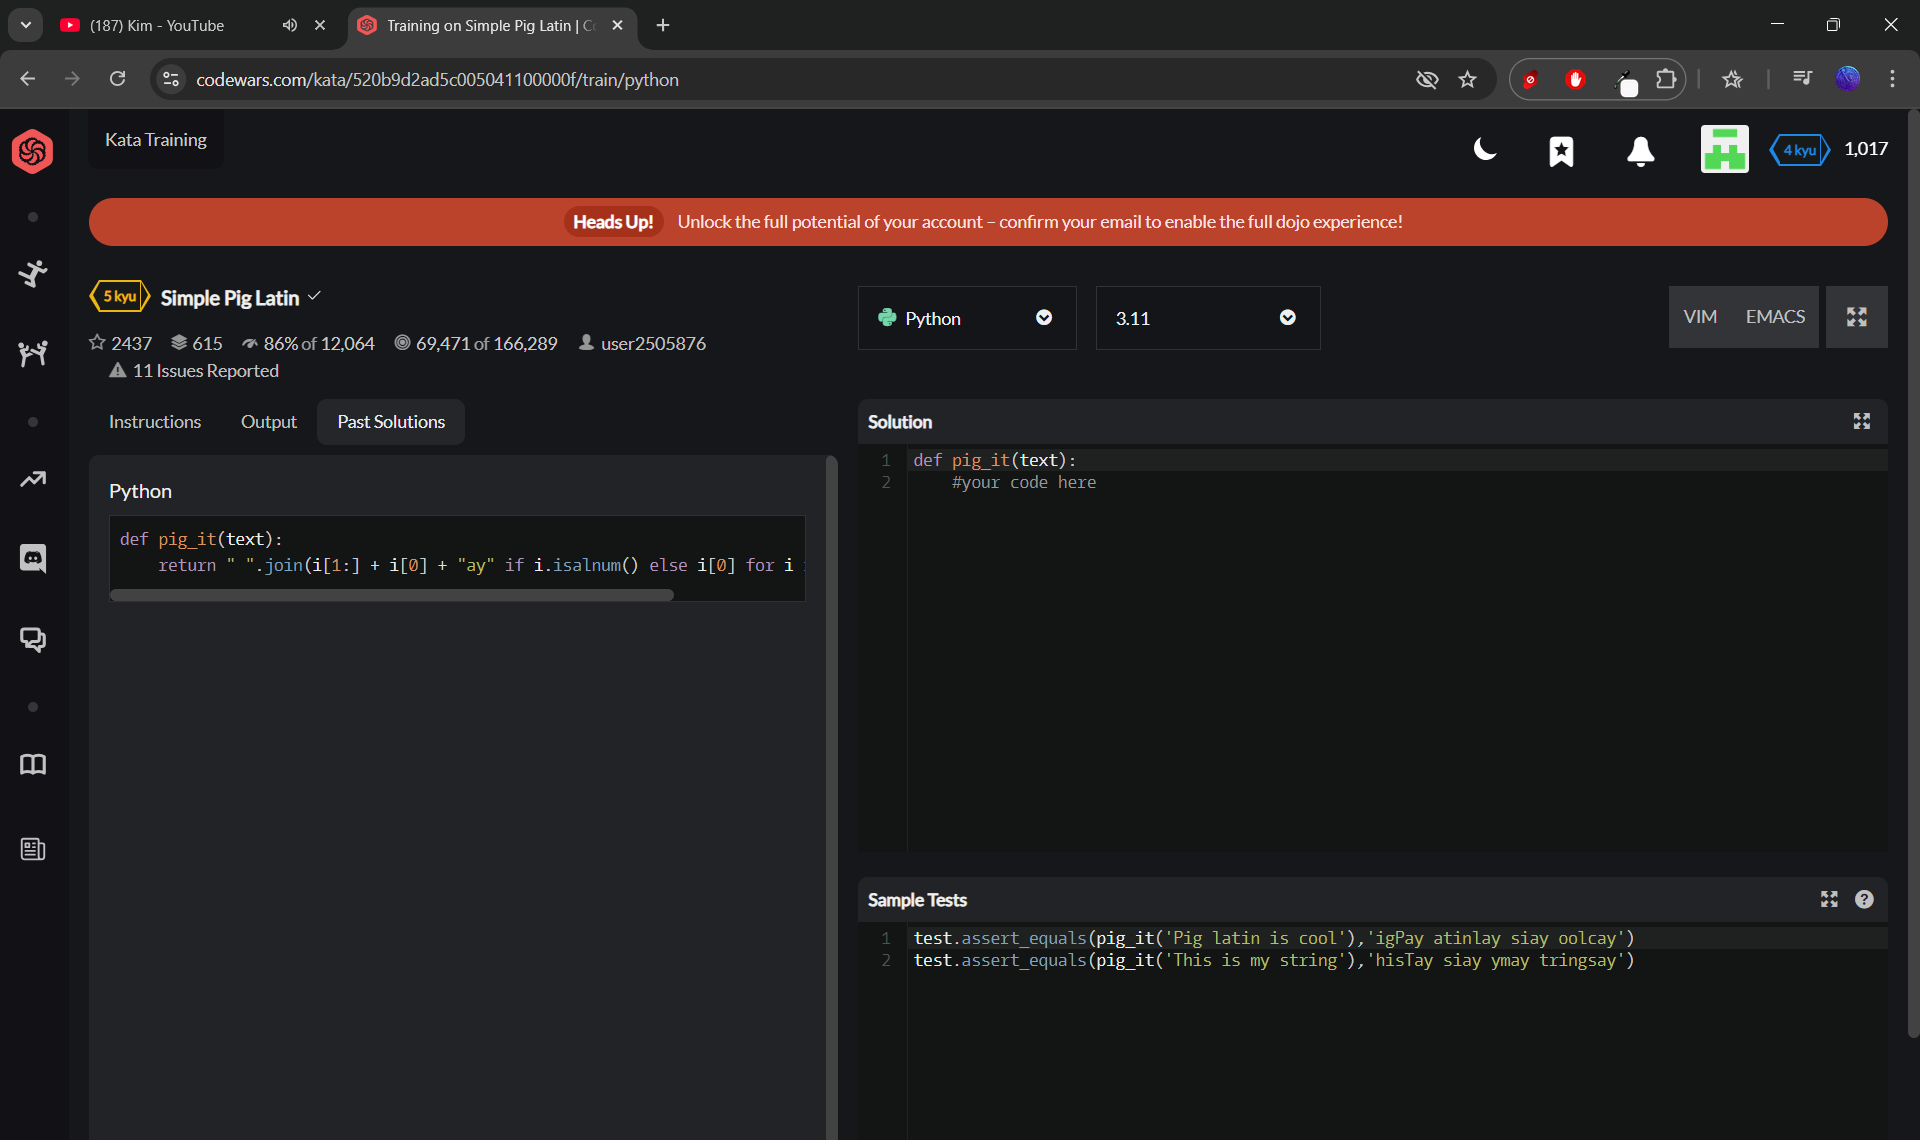 (187) Kim - YouTube
Training on Simple Pig Latin | Co
codewars.com/kata/520b9d2ad5c005041100000f/train/python
Kata Training
4 kyu
1,017
Heads Up! Unlock the full potential of your account – confirm your email to enable the full dojo experience!
5 kyu Simple Pig Latin
2437 615 86% of 12,064 69,471 of 166,289 user2505876
11 Issues Reported
Python
3.11
VIM EMACS
Instructions Output Past Solutions
Python
def pig_it(text):
    return " ".join(i[1:] + i[0] + "ay" if i.isalnum() else i[0] for i
Solution
1 def pig_it(text):
2     #your code here
Sample Tests
1 test.assert_equals(pig_it('Pig latin is cool'),'igPay atinlay siay oolcay')
2 test.assert_equals(pig_it('This is my string'),'hisTay siay ymay tringsay')